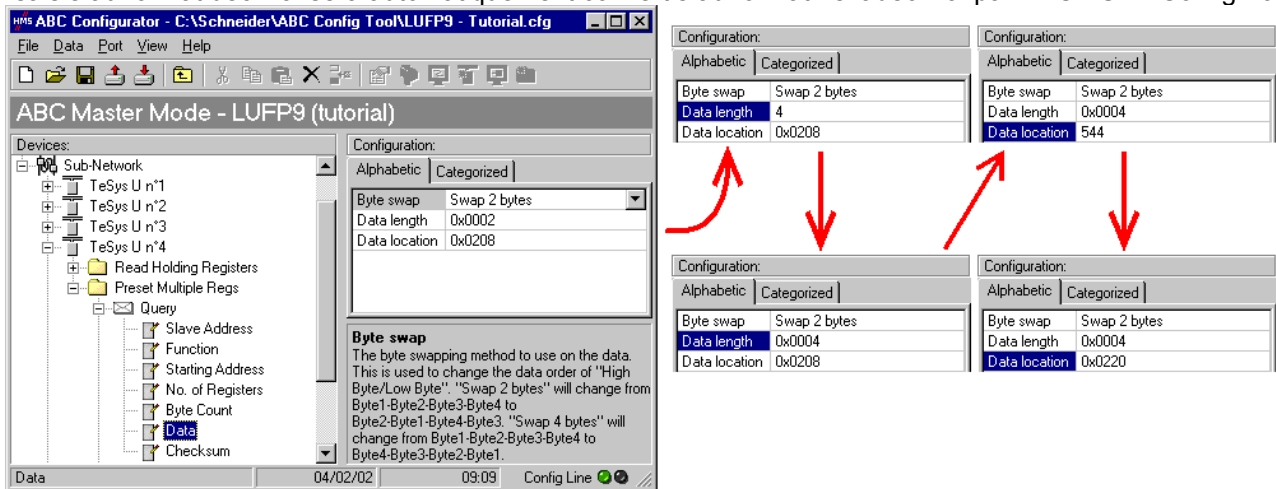 ABC Configurator - C:\Schneider\ABC Config Tool\LUFP9 - Tutorial.cfg
File Data Port View Help
ABC Master Mode - LUFP9 (tutorial)
Devices:
Sub-Network
TeSys U n°1
TeSys U n°2
TeSys U n°3
TeSys U n°4
Read Holding Registers
Preset Multiple Regs
Query
Slave Address
Function
Starting Address
No. of Registers
Byte Count
Data
Checksum
Configuration:
Alphabetic Categorized
Byte swap Swap 2 bytes
Data length 0x0002
Data location 0x0208
Byte swap
The byte swapping method to use on the data.
This is used to change the data order of "High
Byte/Low Byte". "Swap 2 bytes" will change from
Byte1-Byte2-Byte3-Byte4 to
Byte2-Byte1-Byte4-Byte3. "Swap 4 bytes" will
change from Byte1-Byte2-Byte3-Byte4 to
Byte4-Byte3-Byte2-Byte1.
Data 04/02/02 09:09 Config Line
Configuration:
Alphabetic Categorized
Byte swap Swap 2 bytes
Data length 4
Data location 0x0208
Configuration:
Alphabetic Categorized
Byte swap Swap 2 bytes
Data length 0x0004
Data location 544
Configuration:
Alphabetic Categorized
Byte swap Swap 2 bytes
Data length 0x0004
Data location 0x0208
Configuration:
Alphabetic Categorized
Byte swap Swap 2 bytes
Data length 0x0004
Data location 0x0220